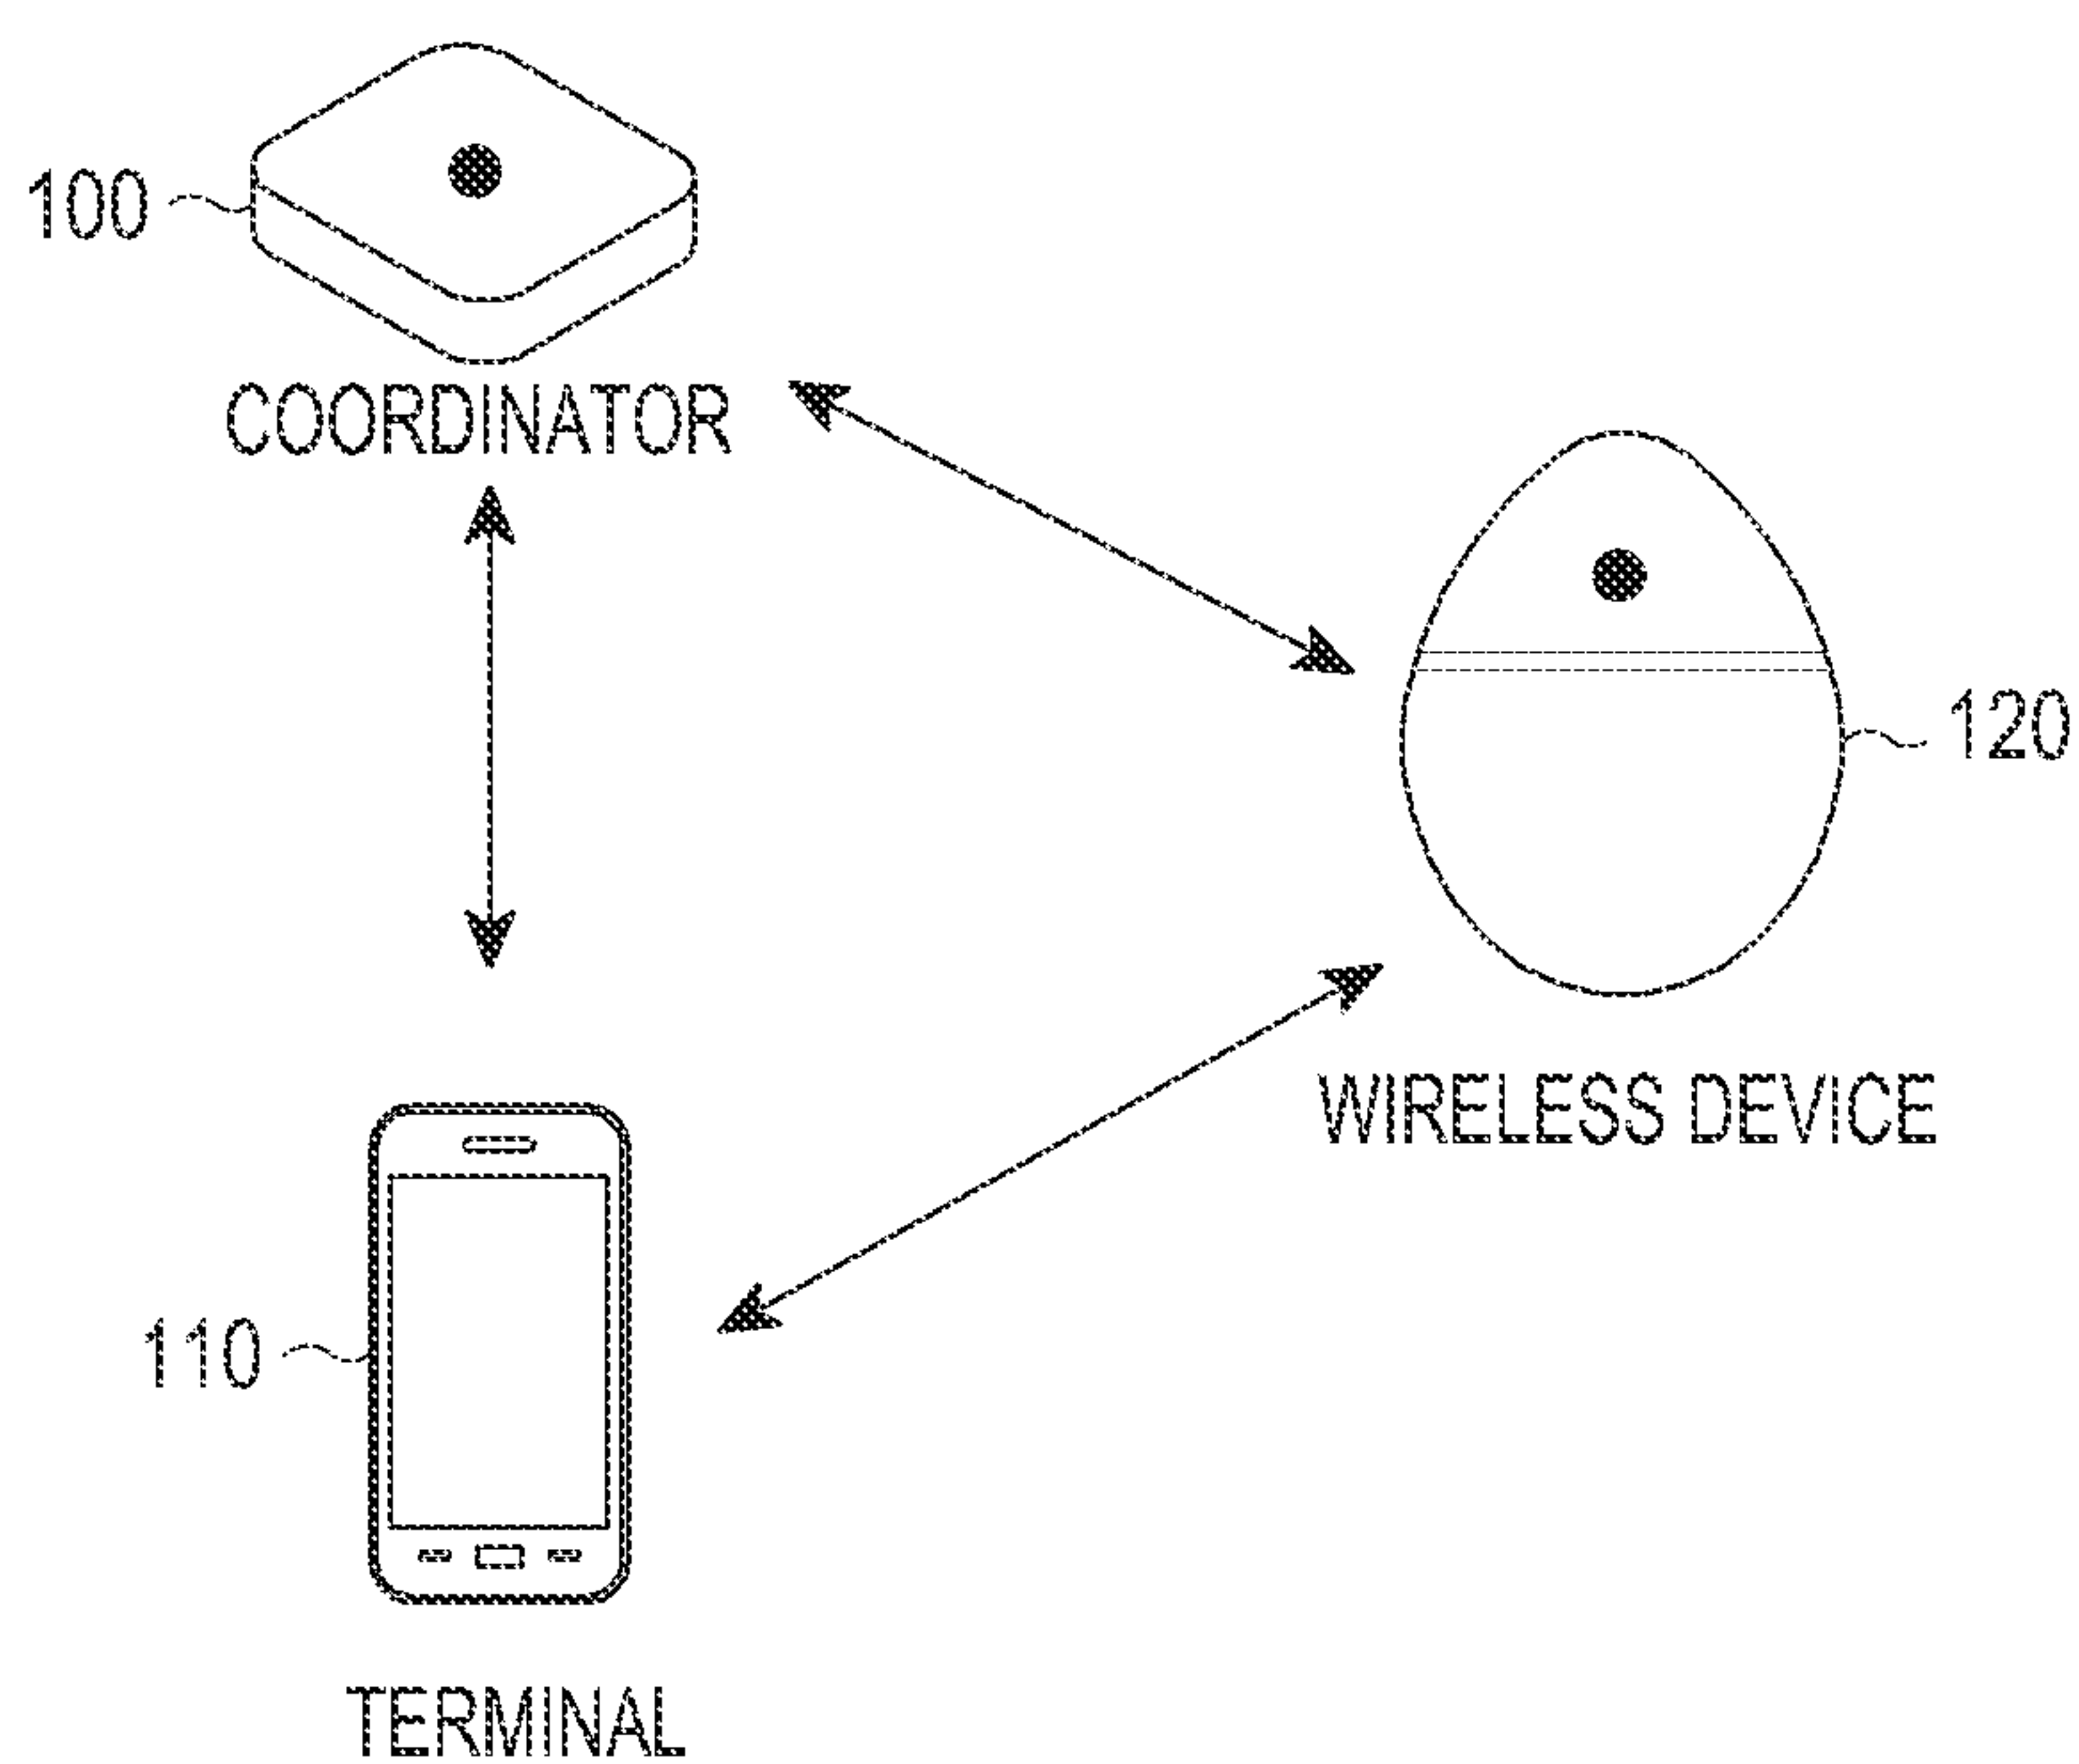 100
COORDINATOR
120
WIRELESS DEVICE
110
TERMINAL